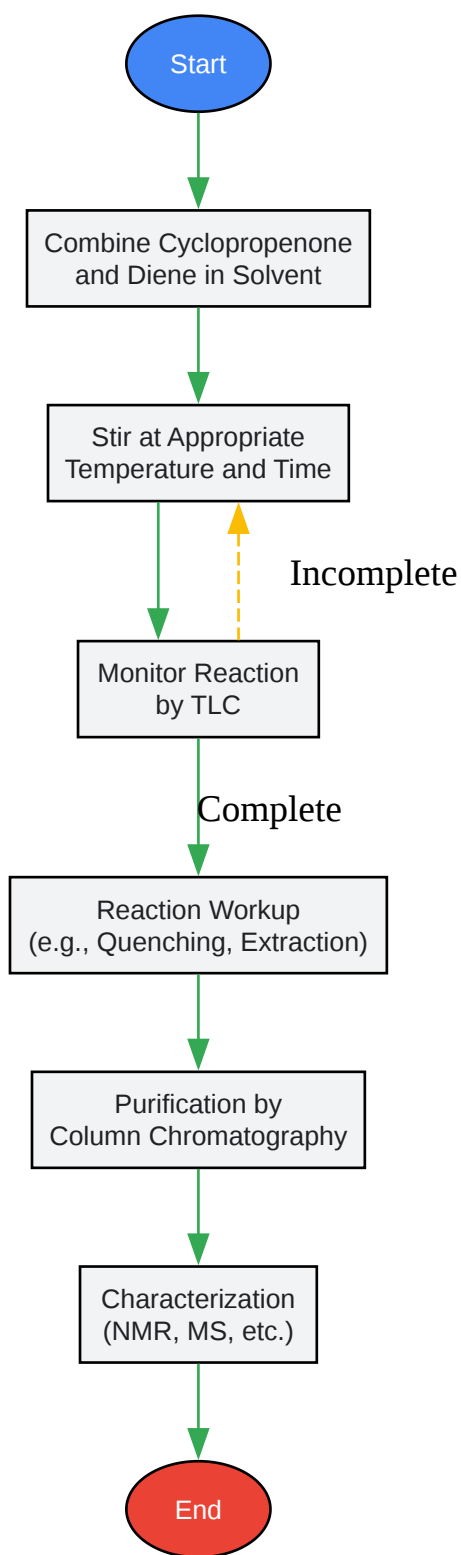 Start
Combine Cyclopropenone
and Diene in Solvent
Stir at Appropriate
Temperature and Time
Incomplete
Monitor Reaction
by TLC
Complete
Reaction Workup
(e.g., Quenching, Extraction)
Purification by
Column Chromatography
Characterization
(NMR, MS, etc.)
End